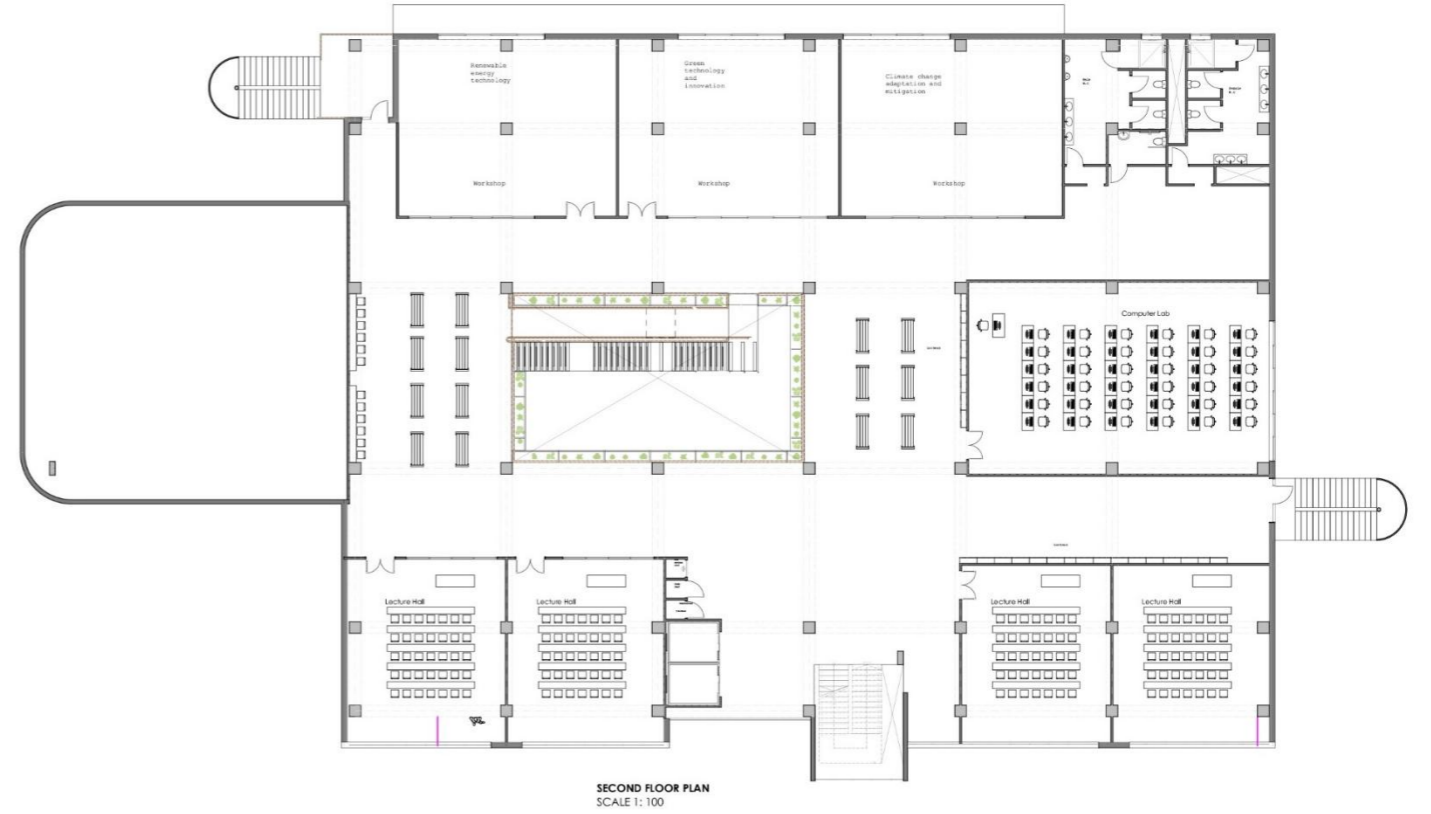 Renewable
energy
technology
Green
technology
and
innovation
Climate change
adaptation and
mitigation
Workshop
Workshop
Workshop
Computer Lab
Lecture Hall
Lecture Hall
Lecture Hall
Lecture Hall
SECOND FLOOR PLAN
SCALE 1: 100